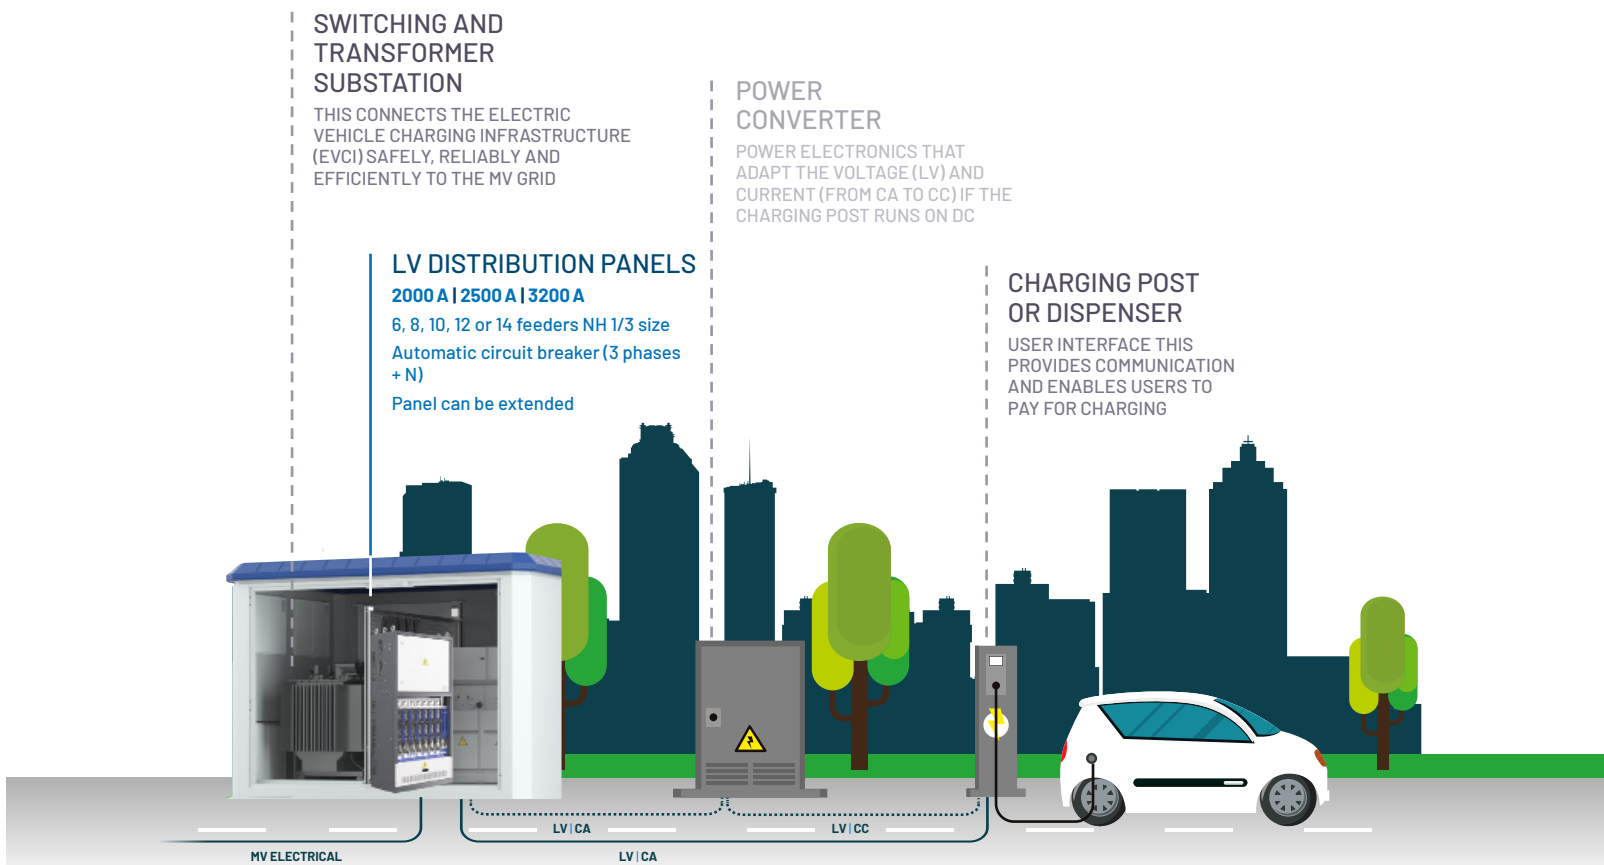 SWITCHING AND
TRANSFORMER
SUBSTATION
THIS CONNECTS THE ELECTRIC
VEHICLE CHARGING INFRASTRUCTURE
(EVCI) SAFELY, RELIABLY AND
EFFICIENTLY TO THE MV GRID
POWER
CONVERTER
POWER ELECTRONICS THAT
ADAPT THE VOLTAGE (LV) AND
CURRENT (FROM CA TO CC) IF THE
CHARGING POST RUNS ON DC
LV DISTRIBUTION PANELS
2000 A | 2500 A | 3200 A
6, 8, 10, 12 or 14 feeders NH 1/3 size
Automatic circuit breaker (3 phases
+ N)
Panel can be extended
CHARGING POST
OR DISPENSER
USER INTERFACE THIS
PROVIDES COMMUNICATION
AND ENABLES USERS TO
PAY FOR CHARGING
LV | CA
LV | CC
MV ELECTRICAL
LV | CA